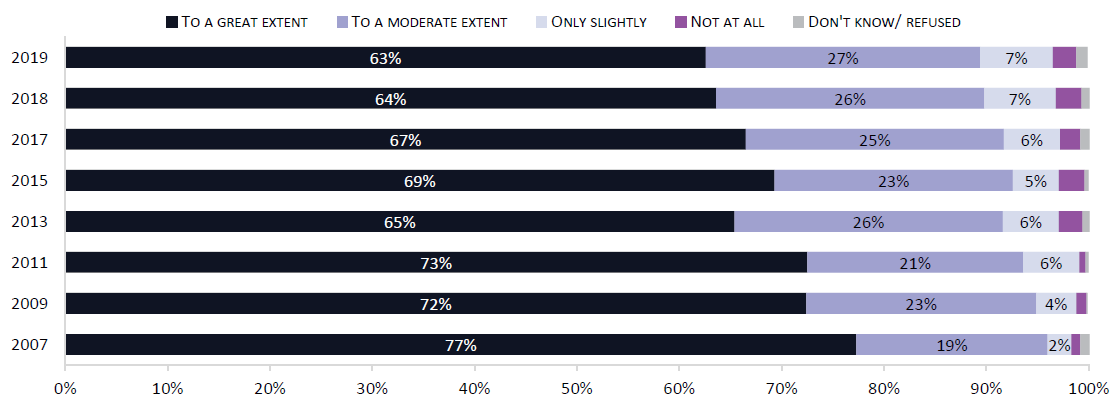 To a great extent To a moderate extent Only slightly Not at all Don't know/ refused
2019 63% 27% 7%
2018 64% 26% 7%
2017 67% 25% 6%
2015 69% 23% 5%
2013 65% 26% 6%
2011 73% 21% 6%
2009 72% 23% 4%
2007 77% 19% 2%
0% 10% 20% 30% 40% 50% 60% 70% 80% 90% 100%